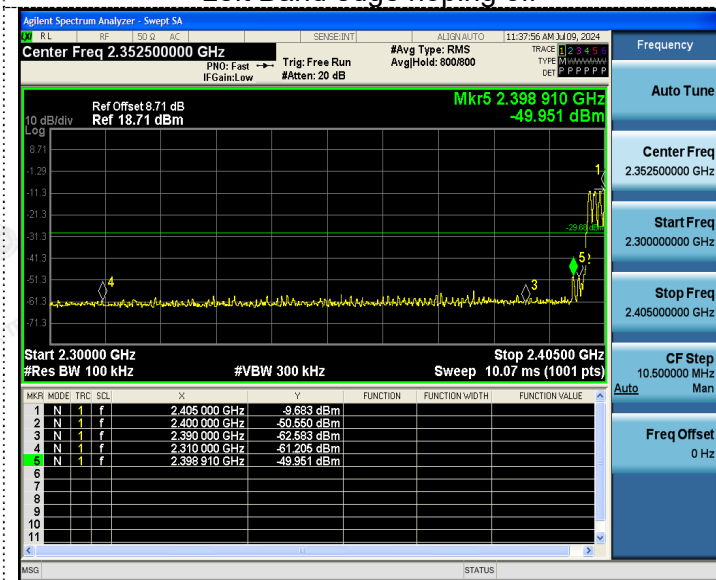 Agilent Spectrum Analyzer - Swept SA
RL RF 50 Ω AC SENSE:INT ALIGN AUTO 11:37:56 AM Jul 09, 2024
Center Freq 2.352500000 GHz
PNO: Fast
IFGain:Low
Trig: Free Run
#Atten: 20 dB
#Avg Type: RMS
Avg|Hold: 800/800
TRACE 1 2 3 4 5 6
TYPE M
DET P P P P P P
Frequency
Ref Offset 8.71 dB
10 dB/div Ref 18.71 dBm
Log
Mkr5 2.398 910 GHz
-49.951 dBm
8.71
-1.29
-11.3
-21.3
-31.3
-41.3
-51.3
-61.3
-71.3
1
-29.68 dBm
5
4
3
Start 2.30000 GHz Stop 2.40500 GHz
#Res BW 100 kHz #VBW 300 kHz Sweep 10.07 ms (1001 pts)
MKR MODE TRC SCL X Y FUNCTION FUNCTION WIDTH FUNCTION VALUE
1 N 1 f 2.405 000 GHz -9.683 dBm
2 N 1 f 2.400 000 GHz -50.550 dBm
3 N 1 f 2.390 000 GHz -62.583 dBm
4 N 1 f 2.310 000 GHz -61.205 dBm
5 N 1 f 2.398 910 GHz -49.951 dBm
6
7
8
9
10
11
MSG STATUS
Auto Tune
Center Freq
2.352500000 GHz
Start Freq
2.300000000 GHz
Stop Freq
2.405000000 GHz
CF Step
10.500000 MHz
Auto Man
Freq Offset
0 Hz